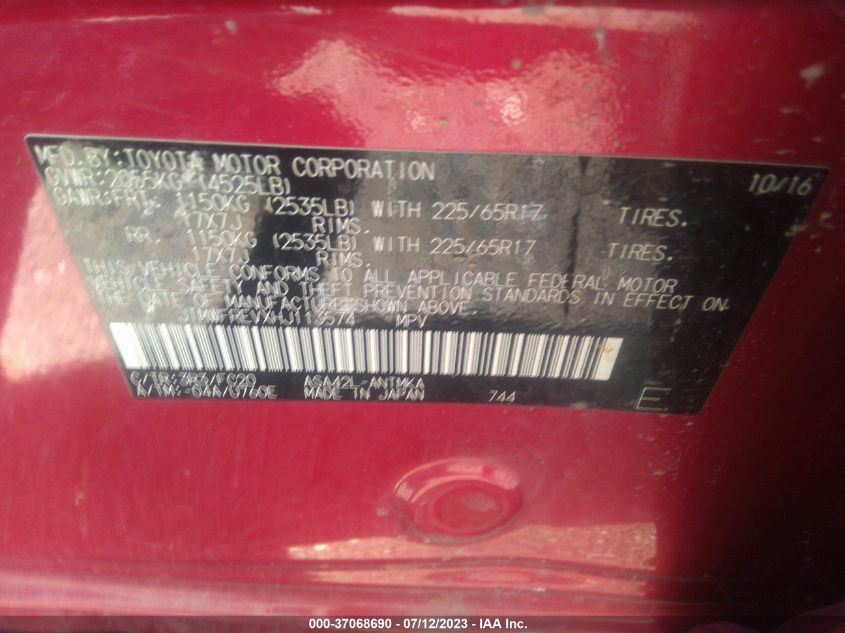 MFD. BY: TOYOTA MOTOR CORPORATION 10/16
GVWR: 2055KG (4525LB)
GAWR: FRT. 1150KG (2535LB) WITH 225/65R17 TIRES.
17X7J RIMS.
RR. 1150KG (2535LB) WITH 225/65R17 TIRES.
17X7J RIMS.
THIS VEHICLE CONFORMS TO ALL APPLICABLE FEDERAL MOTOR
VEHICLE SAFETY AND THEFT PREVENTION STANDARDS IN EFFECT ON
THE DATE OF MANUFACTURE SHOWN ABOVE.
MPV
C/TR: 3R3/FC20 ASA42L-ANTMKA
A/TM: -04A/U760E MADE IN JAPAN 744 E
000-37068690 - 07/12/2023 - IAA Inc.